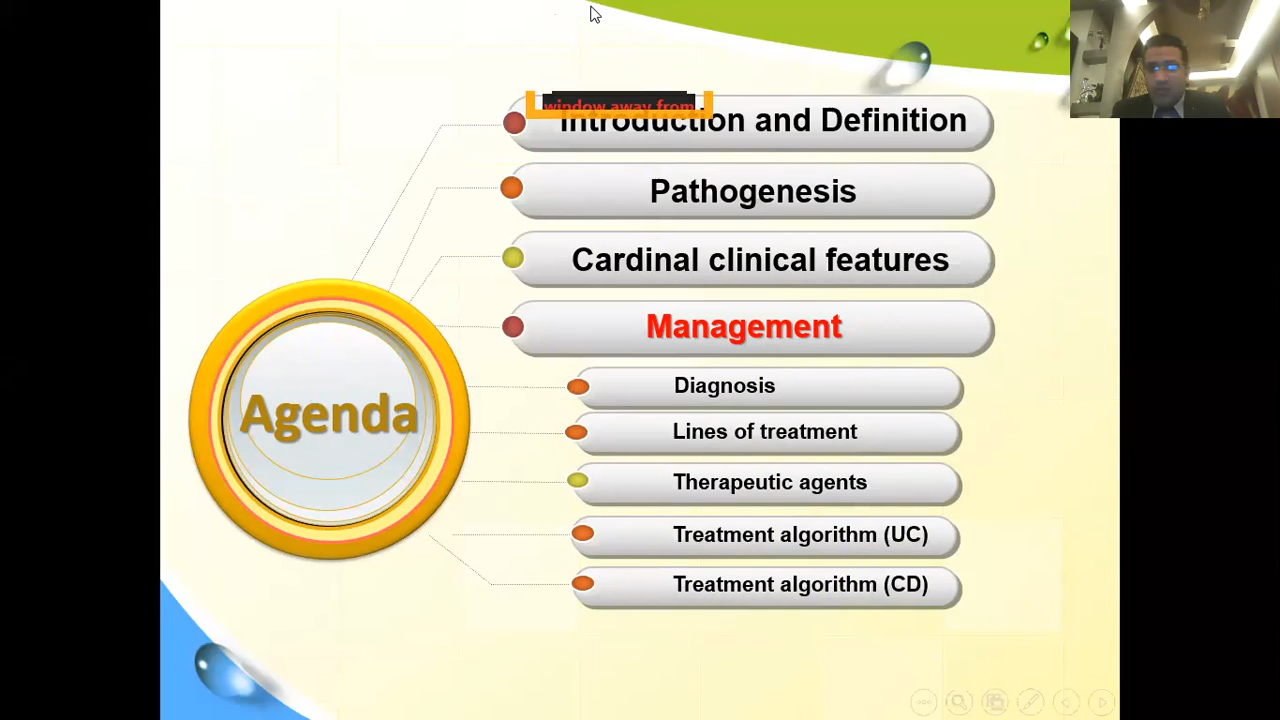 window away from
Introduction and Definition
Pathogenesis
Cardinal clinical features
Management
Diagnosis
Agenda
Lines of treatment
Therapeutic agents
Treatment algorithm (UC)
Treatment algorithm (CD)